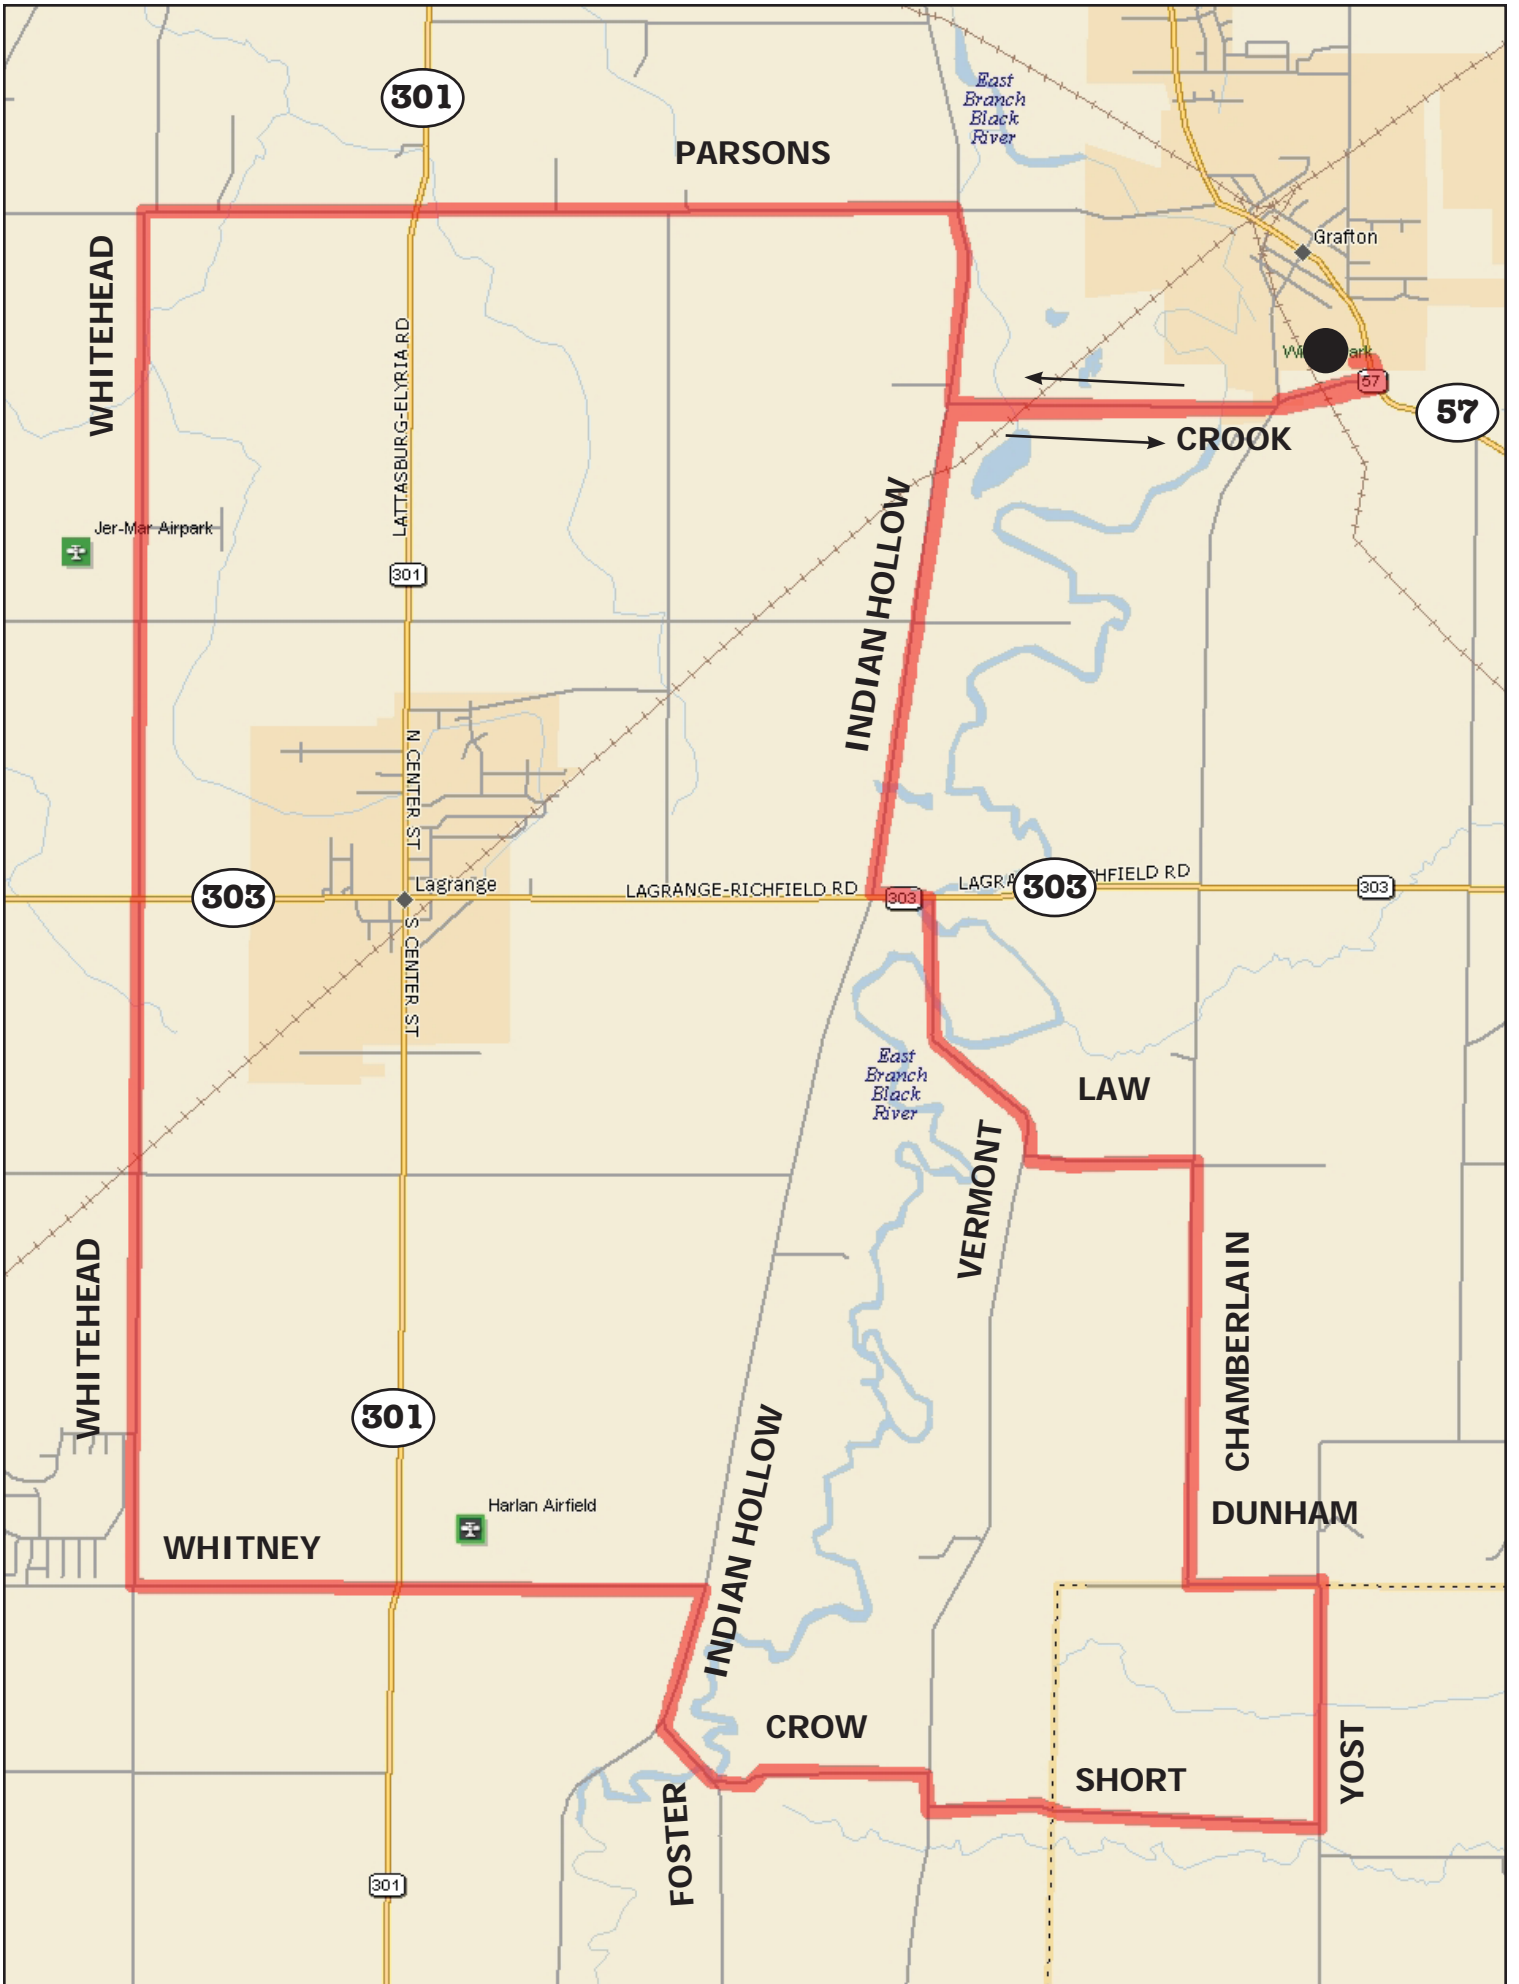 301
East
Branch
Black
River
PARSONS
Grafton
WHITEHEAD
LATTASBURG-ELYRIA RD
57
57
CROOK
INDIAN HOLLOW
Jer-Mar Airpark
301
N CENTER ST
Lagrange
303
LAGRANGE-RICHFIELD RD
303
303
HFIELD RD
303
S CENTER ST
East
Branch
Black
River
LAW
VERMONT
WHITEHEAD
CHAMBERLAIN
301
INDIAN HOLLOW
Harlan Airfield
DUNHAM
WHITNEY
CROW
SHORT
YOST
FOSTER
301